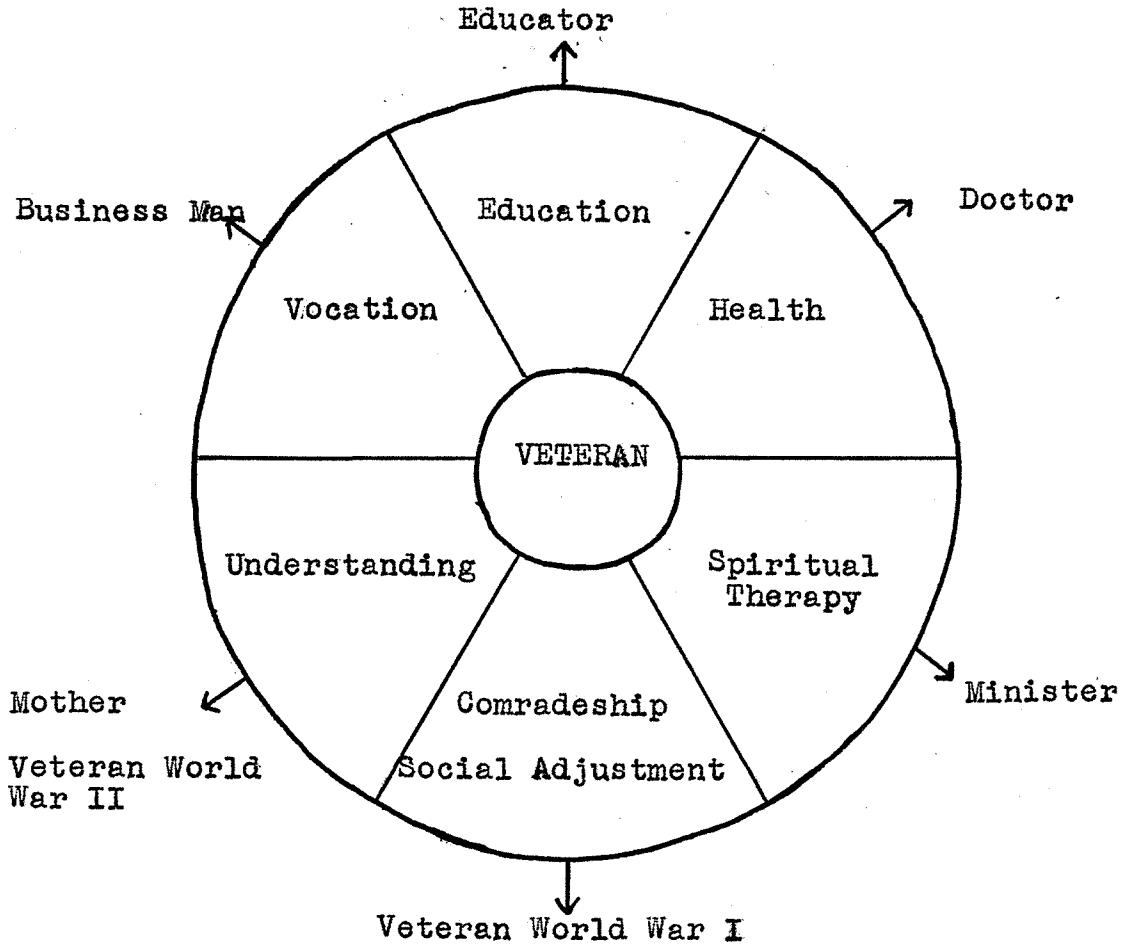 Educator
Business Man
Education
Doctor
Vocation
Health
VETERAN
Understanding
Spiritual
Therapy
Mother
Comradeship
Minister
Veteran World
War II
Social Adjustment
Veteran World War I